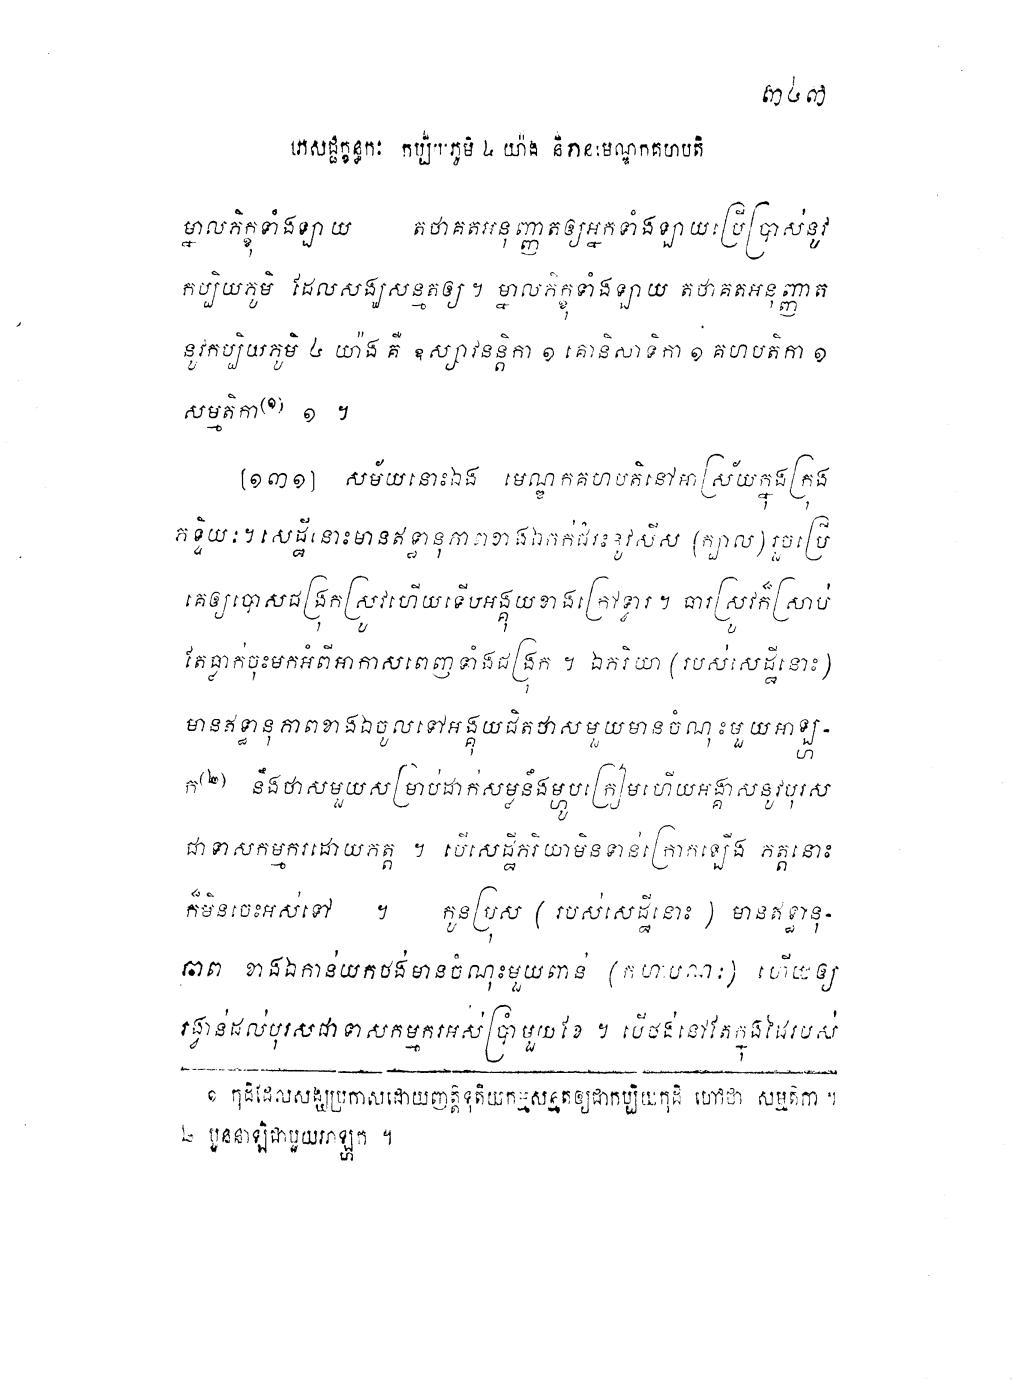 ៣៤៧
ភេសជ្ជក្ខន្ធកៈ កប្បិយភូមិ ៤ យ៉ាង និទានមេណ្ឌកគហបតិ
ម្នាលភិក្ខុទាំងឡាយ តថាគតអនុញ្ញាតឲ្យអ្នកទាំងឡាយប្រើប្រាស់នូវ
កប្បិយភូមិ ដែលសង្ឃសន្មតឲ្យ ។ ម្នាលភិក្ខុទាំងឡាយ តថាគតអនុញ្ញាត
នូវកប្បិយភូមិ ៤ យ៉ាង គឺ ឧស្សាវនន្តិកា ១ គោនិសាទិកា ១ គហបតិកា ១
សម្មតិកា(១) ១ ។
[១៣១] សម័យនោះឯង មេណ្ឌកគហបតិនៅអាស្រ័យក្នុងក្រុង
ភទ្ទិយៈ ។ សេដ្ឋីនោះមានឥទ្ធានុភាពខាងឯកក់ជំរះនូវសីស (ក្បាល) រួចប្រើ
គេឲ្យបោសជង្រុកស្រូវហើយទើបអង្គុយខាងក្រៅទ្វារ ។ ធារស្រូវក៏ស្រាប់
តែធ្លាក់ចុះមកអំពីអាកាសពេញទាំងជង្រុក ។ ឯភរិយា (របស់សេដ្ឋីនោះ)
មានឥទ្ធានុភាពខាងឯចូលទៅអង្គុយជិតថាសមួយមានចំណុះមួយអាឡ្ហ-
ក(២) នឹងថាសមួយសម្រាប់ដាក់សម្លនឹងម្ហូបក្រៀមហើយអង្គាសនូវបុរស
ជាទាសកម្មករដោយភត្ត ។ បើសេដ្ឋីភរិយាមិនទាន់ក្រោកឡើង ភត្តនោះ
ក៏មិនចេះអស់ទៅ ។ កូនប្រុស ( របស់សេដ្ឋីនោះ ) មានឥទ្ធានុ-
ភាព ខាងឯកាន់យកថង់មានចំណុះមួយពាន់ (កហាបណៈ) ហើយឲ្យ
រង្វាន់ដល់បុរសជាទាសកម្មករអស់ប្រាំមួយខែ ។ បើថង់នៅតែក្នុងដៃរបស់
១ កុដិដែលសង្ឃប្រកាសដោយញត្តិទុតិយកម្មសន្មតឲ្យជាកប្បិយកុដិ ហៅថា សម្មតិកា ។
២ បួននាឡិជាមួយអាឡ្ហក ។